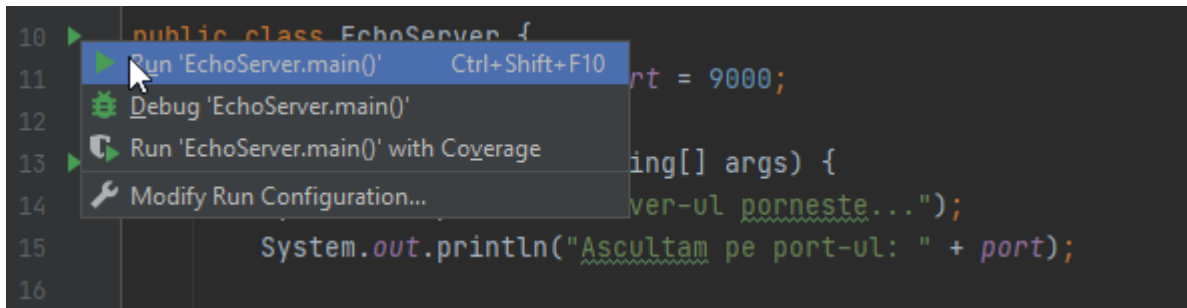 10 public class EchoServer {
Run 'EchoServer.main()' Ctrl+Shift+F10
11 rt = 9000;
Debug 'EchoServer.main()'
12
Run 'EchoServer.main()' with Coverage
13 ing[] args) {
Modify Run Configuration...
14 ver-ul porneste...");
15 System.out.println("Ascultam pe port-ul: " + port);
16